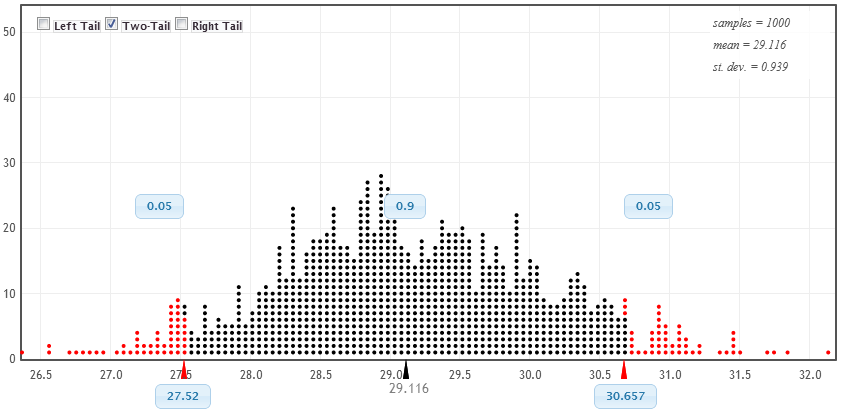 Left Tail Two-Tail Right Tail
samples = 1000
mean = 29.116
st. dev. = 0.939
50
40
30
20
10
0
0.05 0.9 0.05
26.5 27.0 27.5 28.0 28.5 29.0 29.5 30.0 30.5 31.0 31.5 32.0
29.116
27.52 30.657